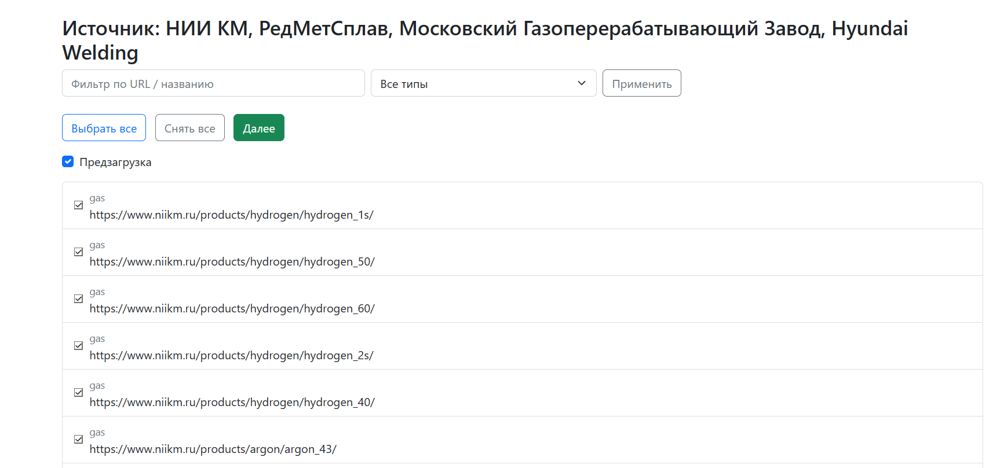 Источник: НИИ КМ, РедМетСплав, Московский Газоперерабатывающий Завод, Hyundai
Welding
Фильтр по URL / названию
Все типы
Применить
Выбрать все
Снять все
Далее
Предзагрузка
gas
https://www.niikm.ru/products/hydrogen/hydrogen_1s/
gas
https://www.niikm.ru/products/hydrogen/hydrogen_50/
gas
https://www.niikm.ru/products/hydrogen/hydrogen_60/
gas
https://www.niikm.ru/products/hydrogen/hydrogen_2s/
gas
https://www.niikm.ru/products/hydrogen/hydrogen_40/
gas
https://www.niikm.ru/products/argon/argon_43/